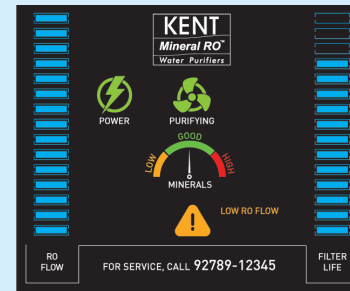 KENT
Mineral RO™
Water Purifiers
POWER
PURIFYING
LOW
GOOD
HIGH
MINERALS
LOW RO FLOW
RO
FLOW
FOR SERVICE, CALL 92789-12345
FILTER
LIFE